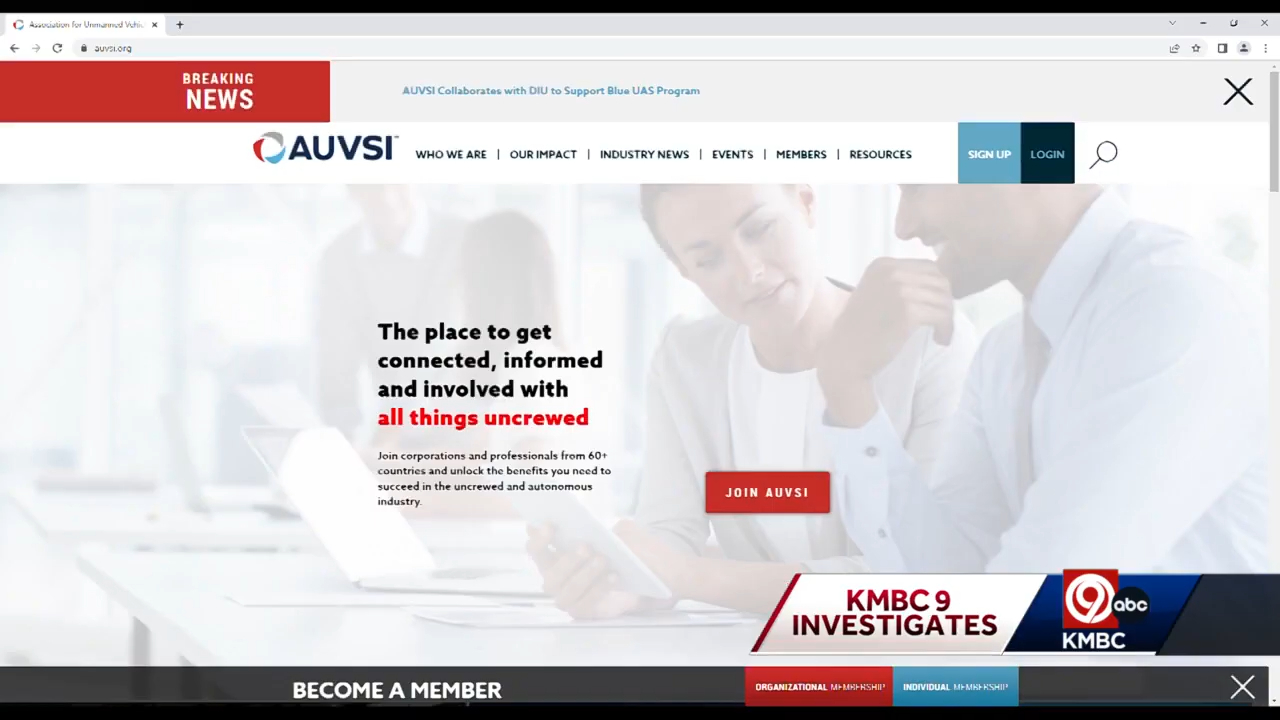 Association for Unmanned Vehic
auvsi.org
BREAKING
NEWS
AUVSI Collaborates with DIU to Support Blue UAS Program
AUVSI
WHO WE ARE | OUR IMPACT | INDUSTRY NEWS | EVENTS | MEMBERS | RESOURCES
SIGN UP
LOGIN
The place to get
connected, informed
and involved with
all things uncrewed
Join corporations and professionals from 60+
countries and unlock the benefits you need to
succeed in the uncrewed and autonomous
industry.
JOIN AUVSI
KMBC 9
INVESTIGATES
9 abc
KMBC
BECOME A MEMBER
ORGANIZATIONAL MEMBERSHIP
INDIVIDUAL MEMBERSHIP